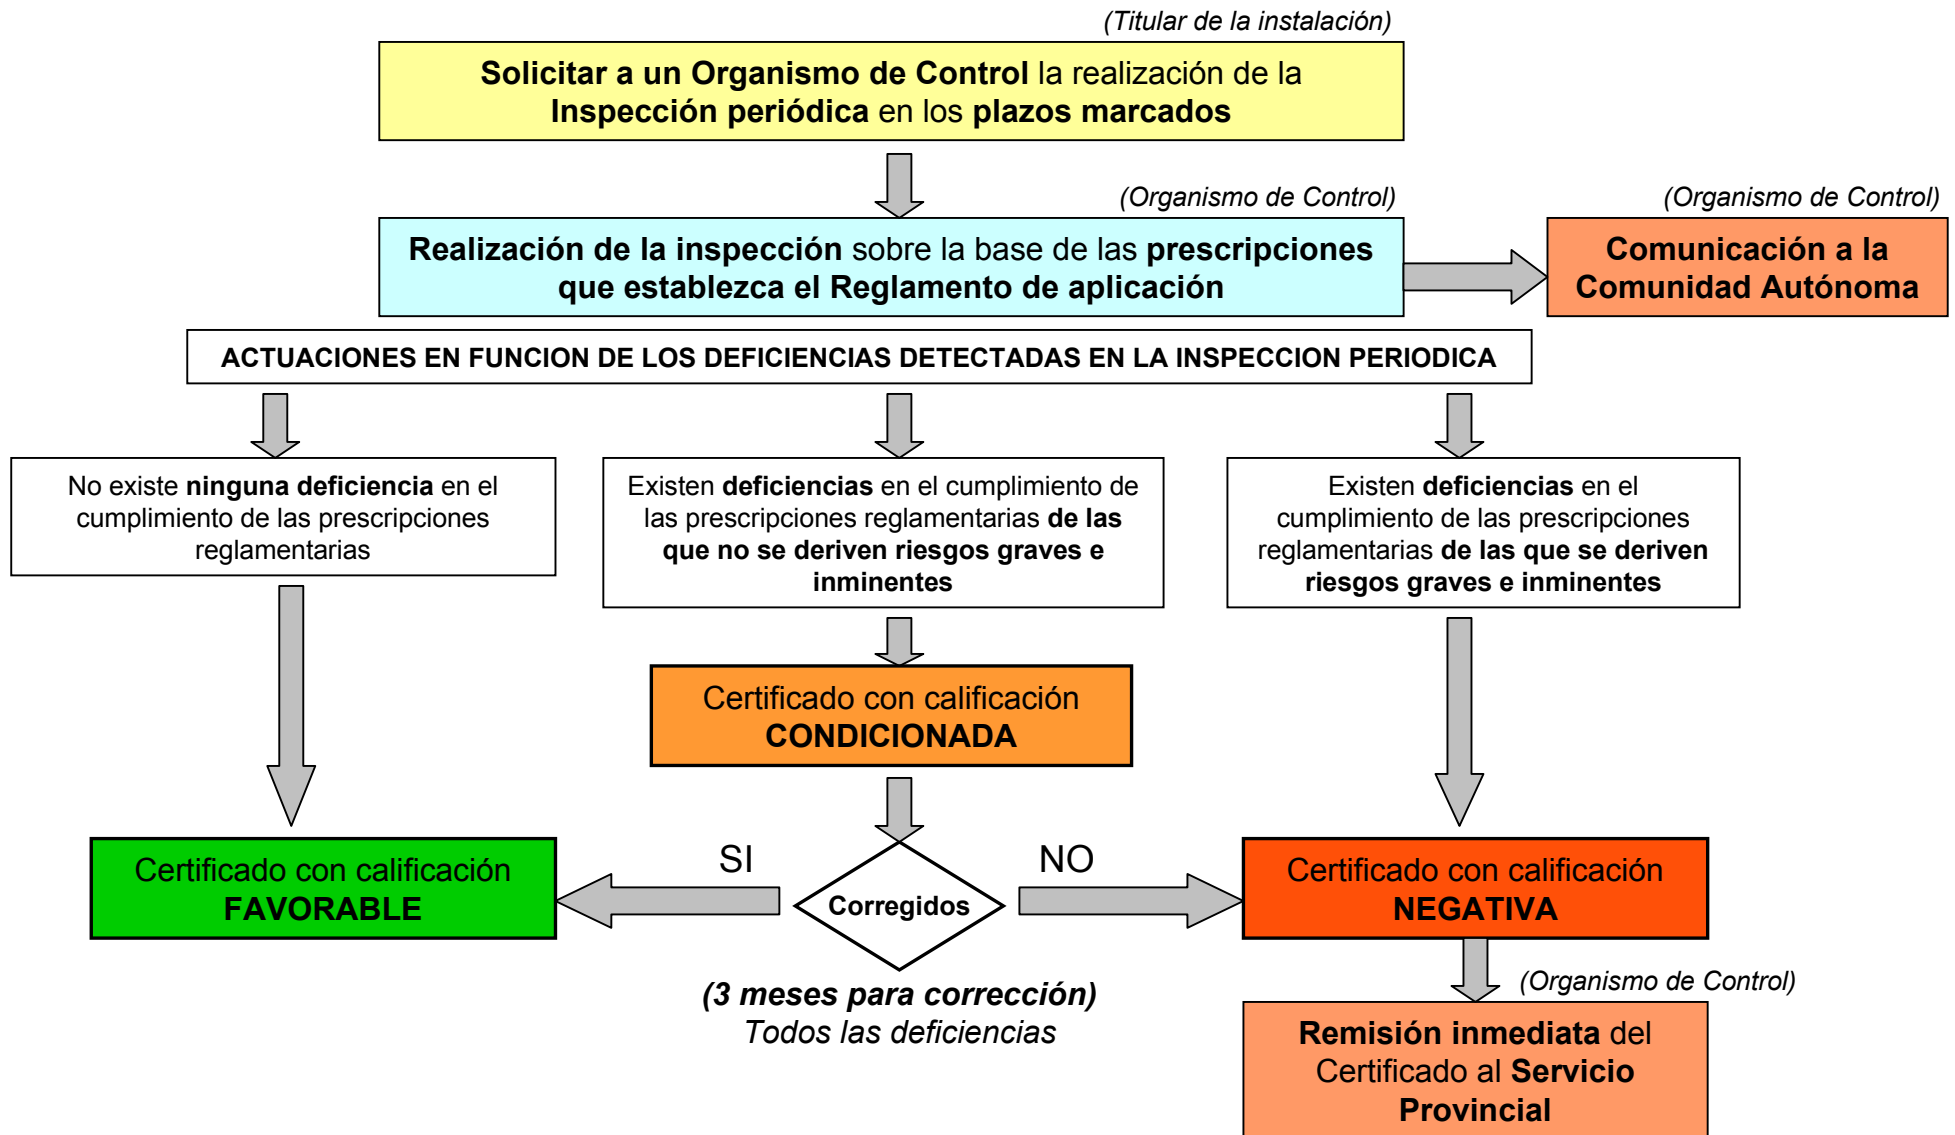 (Titular de la instalación)
Solicitar a un Organismo de Control la realización de la
Inspección periódica en los plazos marcados
(Organismo de Control)
(Organismo de Control)
Realización de la inspección sobre la base de las prescripciones
que establezca el Reglamento de aplicación
Comunicación a la
Comunidad Autónoma
ACTUACIONES EN FUNCION DE LOS DEFICIENCIAS DETECTADAS EN LA INSPECCION PERIODICA
No existe ninguna deficiencia en el
cumplimiento de las prescripciones
reglamentarias
Existen deficiencias en el cumplimiento de
las prescripciones reglamentarias de las
que no se deriven riesgos graves e
inminentes
Existen deficiencias en el
cumplimiento de las prescripciones
reglamentarias de las que se deriven
riesgos graves e inminentes
Certificado con calificación
CONDICIONADA
Certificado con calificación
FAVORABLE
SI
Corregidos
NO
Certificado con calificación
NEGATIVA
(3 meses para corrección)
Todos las deficiencias
(Organismo de Control)
Remisión inmediata del
Certificado al Servicio
Provincial